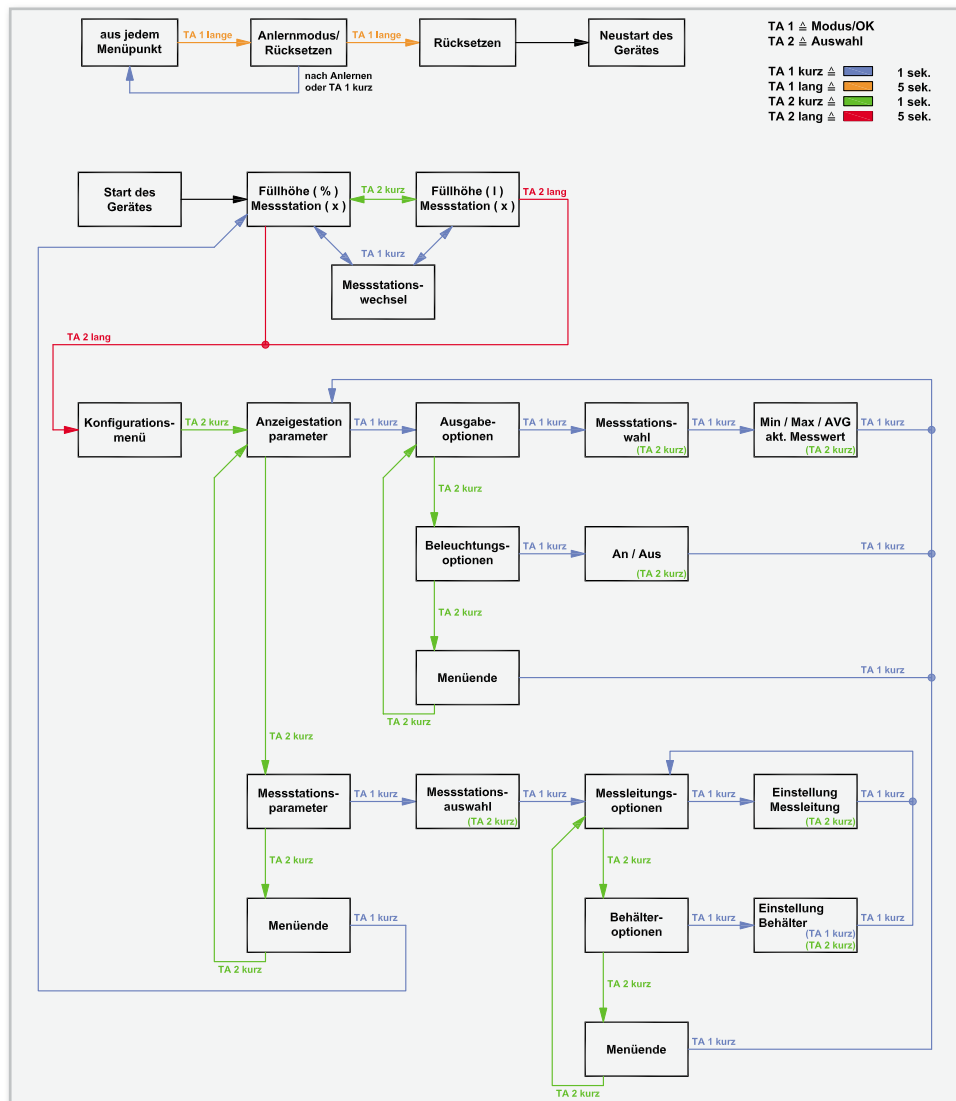 aus jedem
Menüpunkt
TA 1 lange
Anlernmodus/
Rücksetzen
TA 1 lange
Rücksetzen
Neustart des
Gerätes
nach Anlernen
oder TA 1 kurz
TA 1 ≙ Modus/OK
TA 2 ≙ Auswahl
TA 1 kurz ≙ 1 sek.
TA 1 lang ≙ 5 sek.
TA 2 kurz ≙ 1 sek.
TA 2 lang ≙ 5 sek.
Start des
Gerätes
Füllhöhe ( % )
Messstation ( x )
TA 2 kurz
Füllhöhe ( l )
Messstation ( x )
TA 2 lang
TA 1 kurz
Messstations-
wechsel
TA 2 lang
Konfigurations-
menü
TA 2 kurz
Anzeigestation
parameter
TA 1 kurz
Ausgabe-
optionen
TA 1 kurz
Messstations-
wahl
(TA 2 kurz)
TA 1 kurz
Min / Max / AVG
akt. Messwert
(TA 2 kurz)
TA 1 kurz
TA 2 kurz
Beleuchtungs-
optionen
TA 1 kurz
An / Aus
(TA 2 kurz)
TA 1 kurz
TA 2 kurz
Menüende
TA 1 kurz
TA 2 kurz
TA 2 kurz
Messstations-
parameter
TA 1 kurz
Messstations-
auswahl
(TA 2 kurz)
TA 1 kurz
Messleitungs-
optionen
TA 1 kurz
Einstellung
Messleitung
(TA 2 kurz)
TA 1 kurz
TA 2 kurz
TA 2 kurz
Menüende
TA 1 kurz
TA 2 kurz
Behälter-
optionen
TA 1 kurz
Einstellung
Behälter
(TA 1 kurz)
(TA 2 kurz)
TA 1 kurz
TA 2 kurz
Menüende
TA 1 kurz
TA 2 kurz